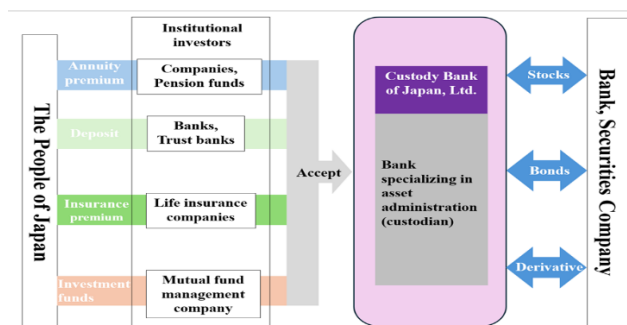 The People of Japan
Institutional
investors
Annuity
premium
Companies,
Pension funds
Deposit
Banks,
Trust banks
Insurance
premium
Life insurance
companies
Investment
funds
Mutual fund
management
company
Accept
Custody Bank
of Japan, Ltd.
Bank
specializing in
asset
administration
(custodian)
Stocks
Bonds
Derivative
Bank, Securities Company